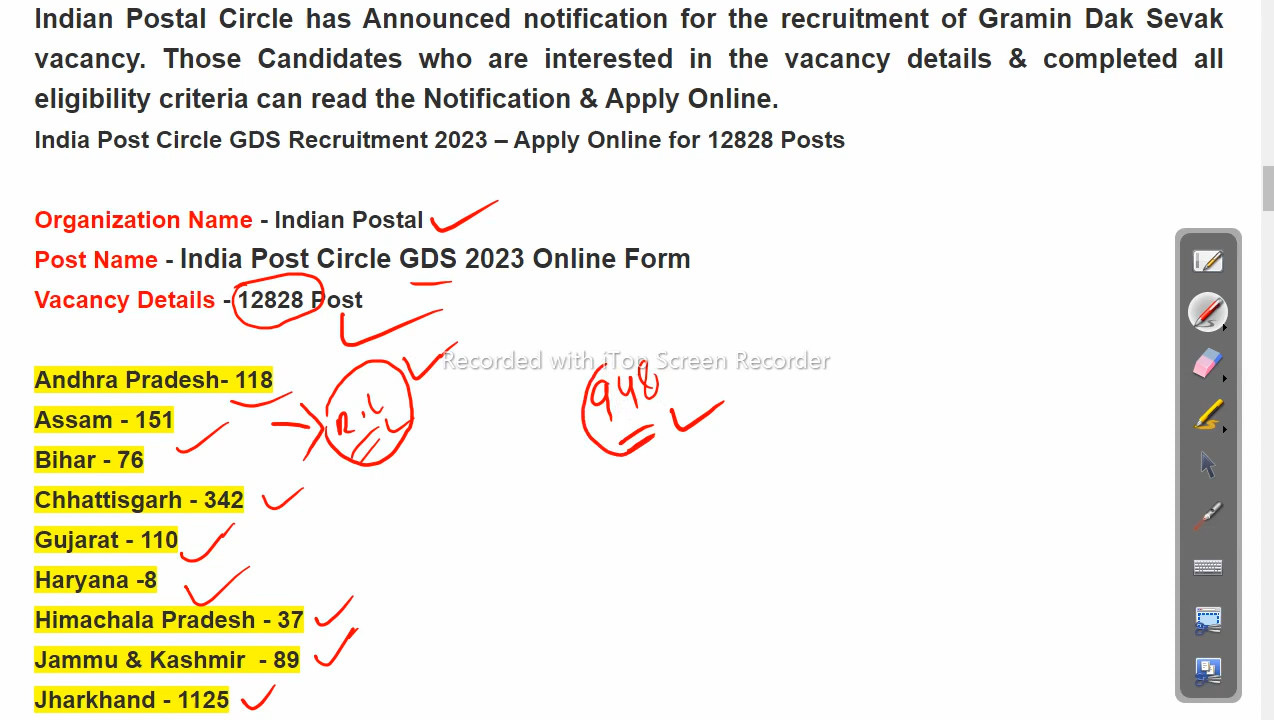 Indian Postal Circle has Announced notification for the recruitment of Gramin Dak Sevak
vacancy. Those Candidates who are interested in the vacancy details & completed all
eligibility criteria can read the Notification & Apply Online.
India Post Circle GDS Recruitment 2023 – Apply Online for 12828 Posts
Organization Name - Indian Postal
Post Name - India Post Circle GDS 2023 Online Form
Vacancy Details - 12828 Post
Recorded with iTop Screen Recorder
Andhra Pradesh- 118
948
Assam - 151
Bihar - 76
Chhattisgarh - 342
Gujarat - 110
Haryana -8
Himachala Pradesh - 37
Jammu & Kashmir - 89
Jharkhand - 1125